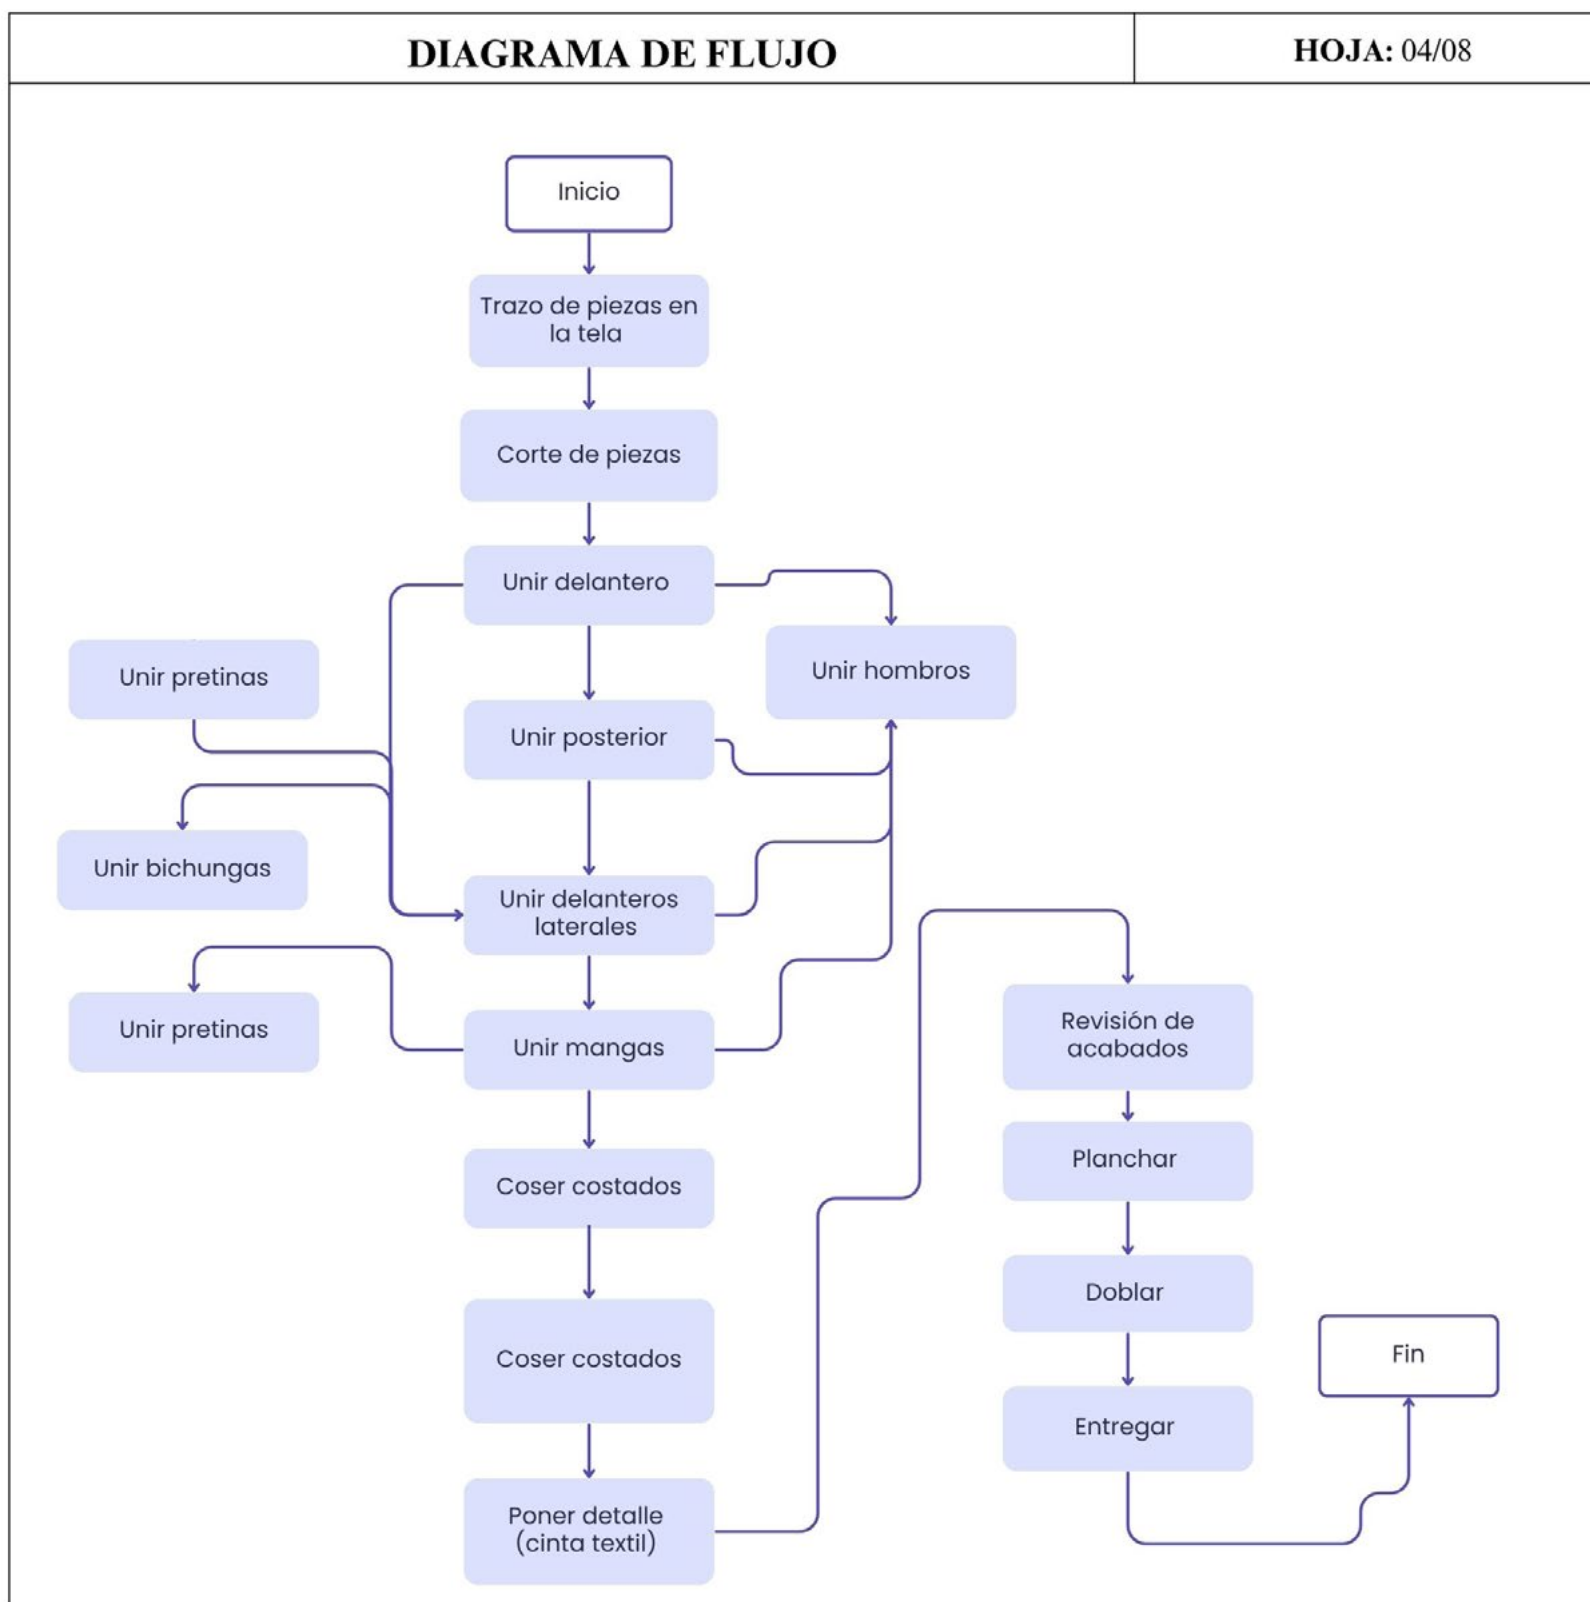 DIAGRAMA DE FLUJO
HOJA: 04/08
Inicio
Trazo de piezas en
la tela
Corte de piezas
Unir delantero
Unir hombros
Unir pretinas
Unir posterior
Unir bichungas
Unir delanteros
laterales
Unir pretinas
Unir mangas
Coser costados
Coser costados
Poner detalle
(cinta textil)
Revisión de
acabados
Planchar
Doblar
Entregar
Fin